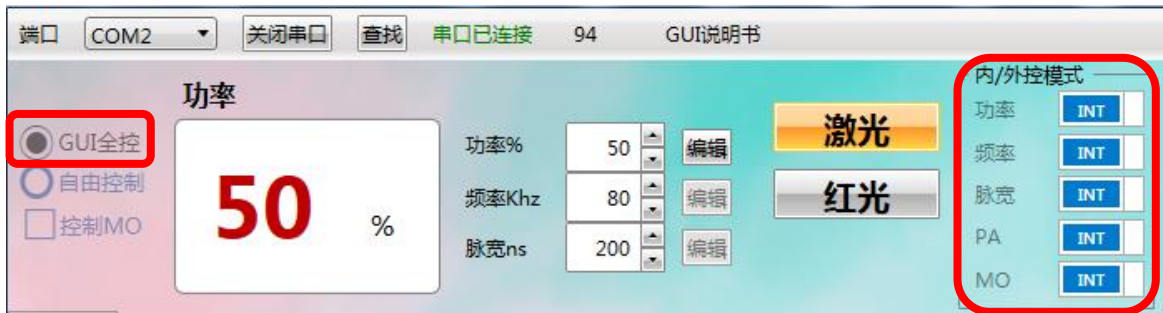 端口 COM2 关闭串口 查找 串口已连接 94 GUI说明书
功率
GUI全控
自由控制
控制MO
50 %
功率% 50 编辑
频率Khz 80 编辑
脉宽ns 200 编辑
激光
红光
内/外控模式
功率 INT
频率 INT
脉宽 INT
PA INT
MO INT